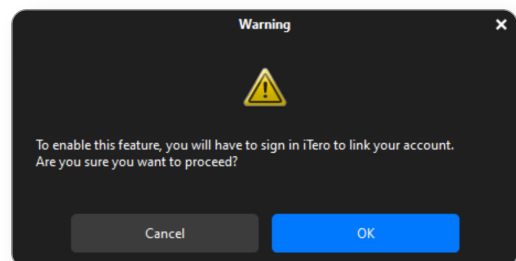 Warning
To enable this feature, you will have to sign in iTero to link your account.
Are you sure you want to proceed?
Cancel
OK